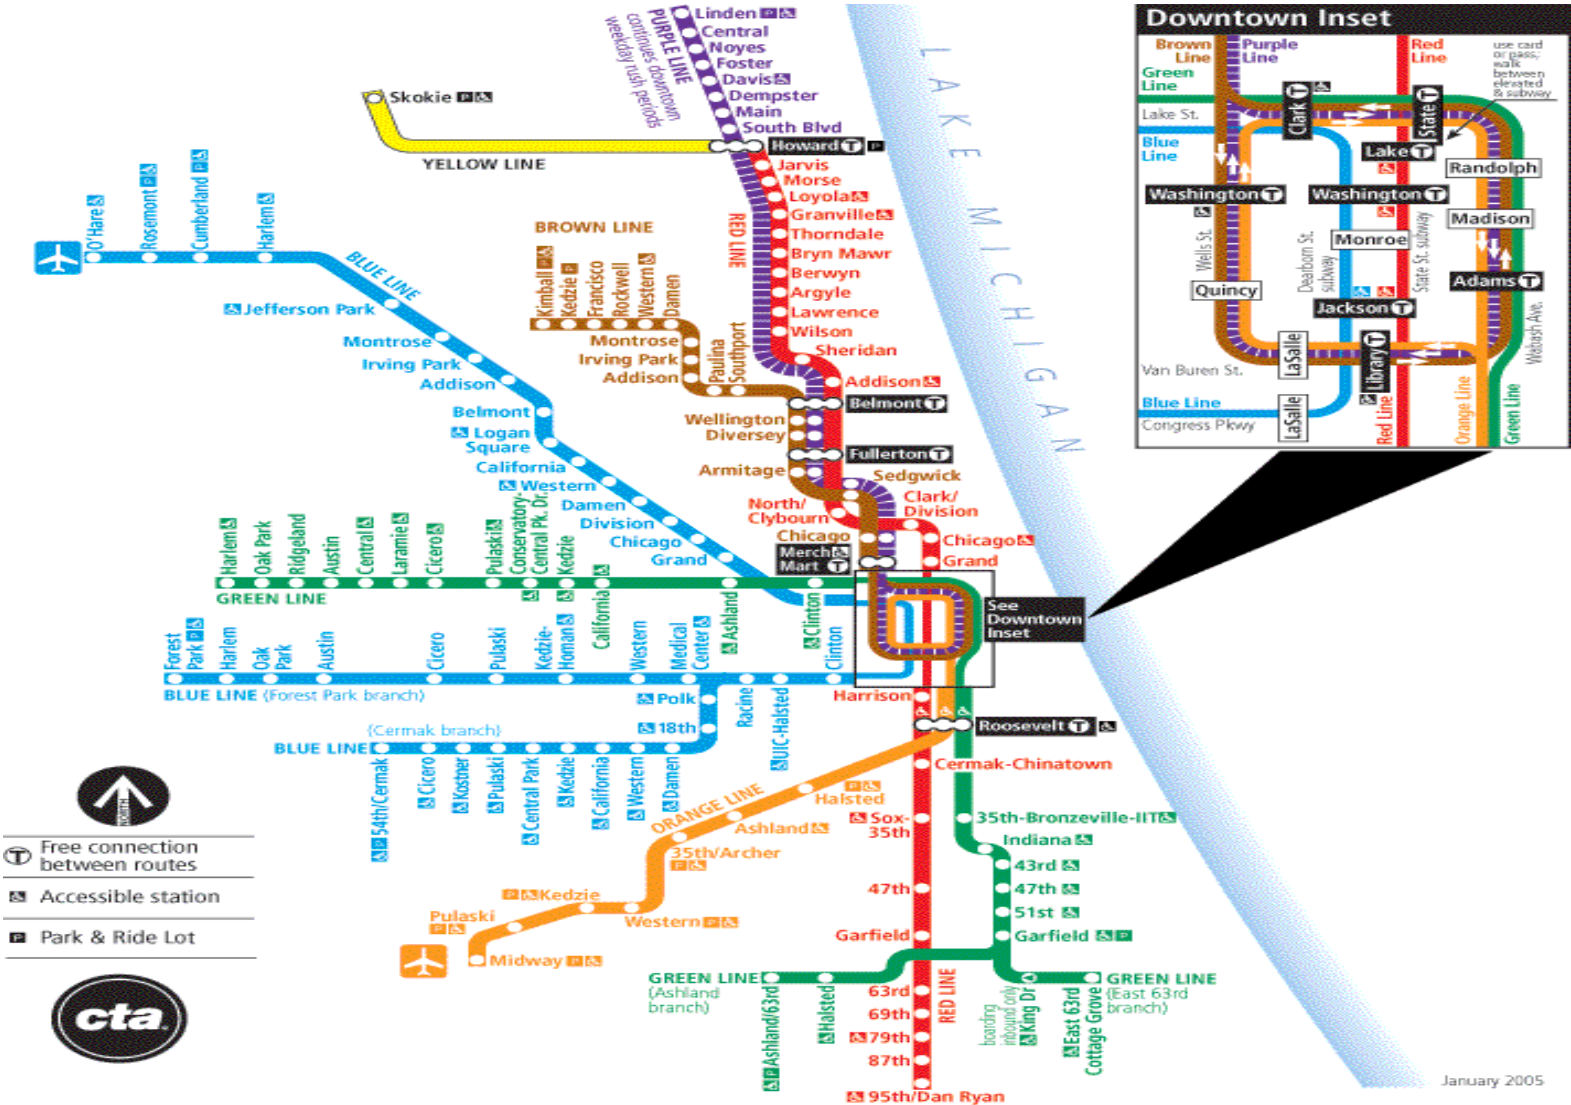 Linden
Central
Noyes
Foster
Davis
Dempster
Main
South Blvd
PURPLE LINE
continues downtown
weekday rush periods
Howard T P
Skokie
YELLOW LINE
Jarvis
Morse
Loyola
Granville
Thorndale
Bryn Mawr
Berwyn
Argyle
Lawrence
Wilson
Sheridan
Addison
RED LINE
Belmont T
Fullerton T
LAKE MICHIGAN
O'Hare
Rosemont
Cumberland
Harlem
BLUE LINE
Jefferson Park
Montrose
Irving Park
Addison
Belmont
Logan
Square
California
Western
Damen
Division
Chicago
Grand
BROWN LINE
Kimball
Kedzie
Francisco
Rockwell
Western
Damen
Montrose
Irving Park
Addison
Paulina
Southport
Wellington
Diversey
Armitage
Sedgwick
North/
Clybourn
Clark/
Division
Chicago
Merch
Mart T
Chicago
Grand
Harlem
Oak Park
Ridgeland
Austin
Central
Laramie
Cicero
Pulaski
Conservatory-
Central Pk. Dr.
Kedzie
California
Ashland
Clinton
GREEN LINE
See
Downtown
Inset
Forest
Park
Harlem
Oak
Park
Austin
Cicero
Pulaski
Kedzie-
Homan
Western
Medical
Center
Racine
UIC-Halsted
Clinton
BLUE LINE (Forest Park branch)
Polk
18th
(Cermak branch)
BLUE LINE
54th/Cermak
Cicero
Kostner
Pulaski
Central Park
Kedzie
California
Western
Damen
Harrison
Roosevelt T
Cermak-Chinatown
ORANGE LINE
Halsted
Ashland
35th/Archer
Western
Kedzie
Pulaski
Midway
Sox-
35th
47th
Garfield
63rd
69th
79th
87th
95th/Dan Ryan
RED LINE
35th-Bronzeville-IIT
Indiana
43rd
47th
51st
Garfield
GREEN LINE
(Ashland
branch)
Ashland/63rd
Halsted
boarding
inbound only
King Dr
East 63rd
Cottage Grove
GREEN LINE
(East 63rd
branch)
NORTH
T Free connection
between routes
Accessible station
P Park & Ride Lot
cta
January 2005
Downtown Inset
Brown
Line
Purple
Line
Red
Line
use card
or pass,
walk
between
elevated
& subway
Green
Line
Lake St.
Blue
Line
Clark T
State T
Lake T
Randolph
Washington T
Washington T
Madison
Monroe
Wells St.
Dearborn St.
subway
State St. subway
Quincy
Adams T
Jackson T
Wabash Ave.
LaSalle
Library T
Van Buren St.
Blue Line
Congress Pkwy
LaSalle
Red Line
Orange Line
Green Line